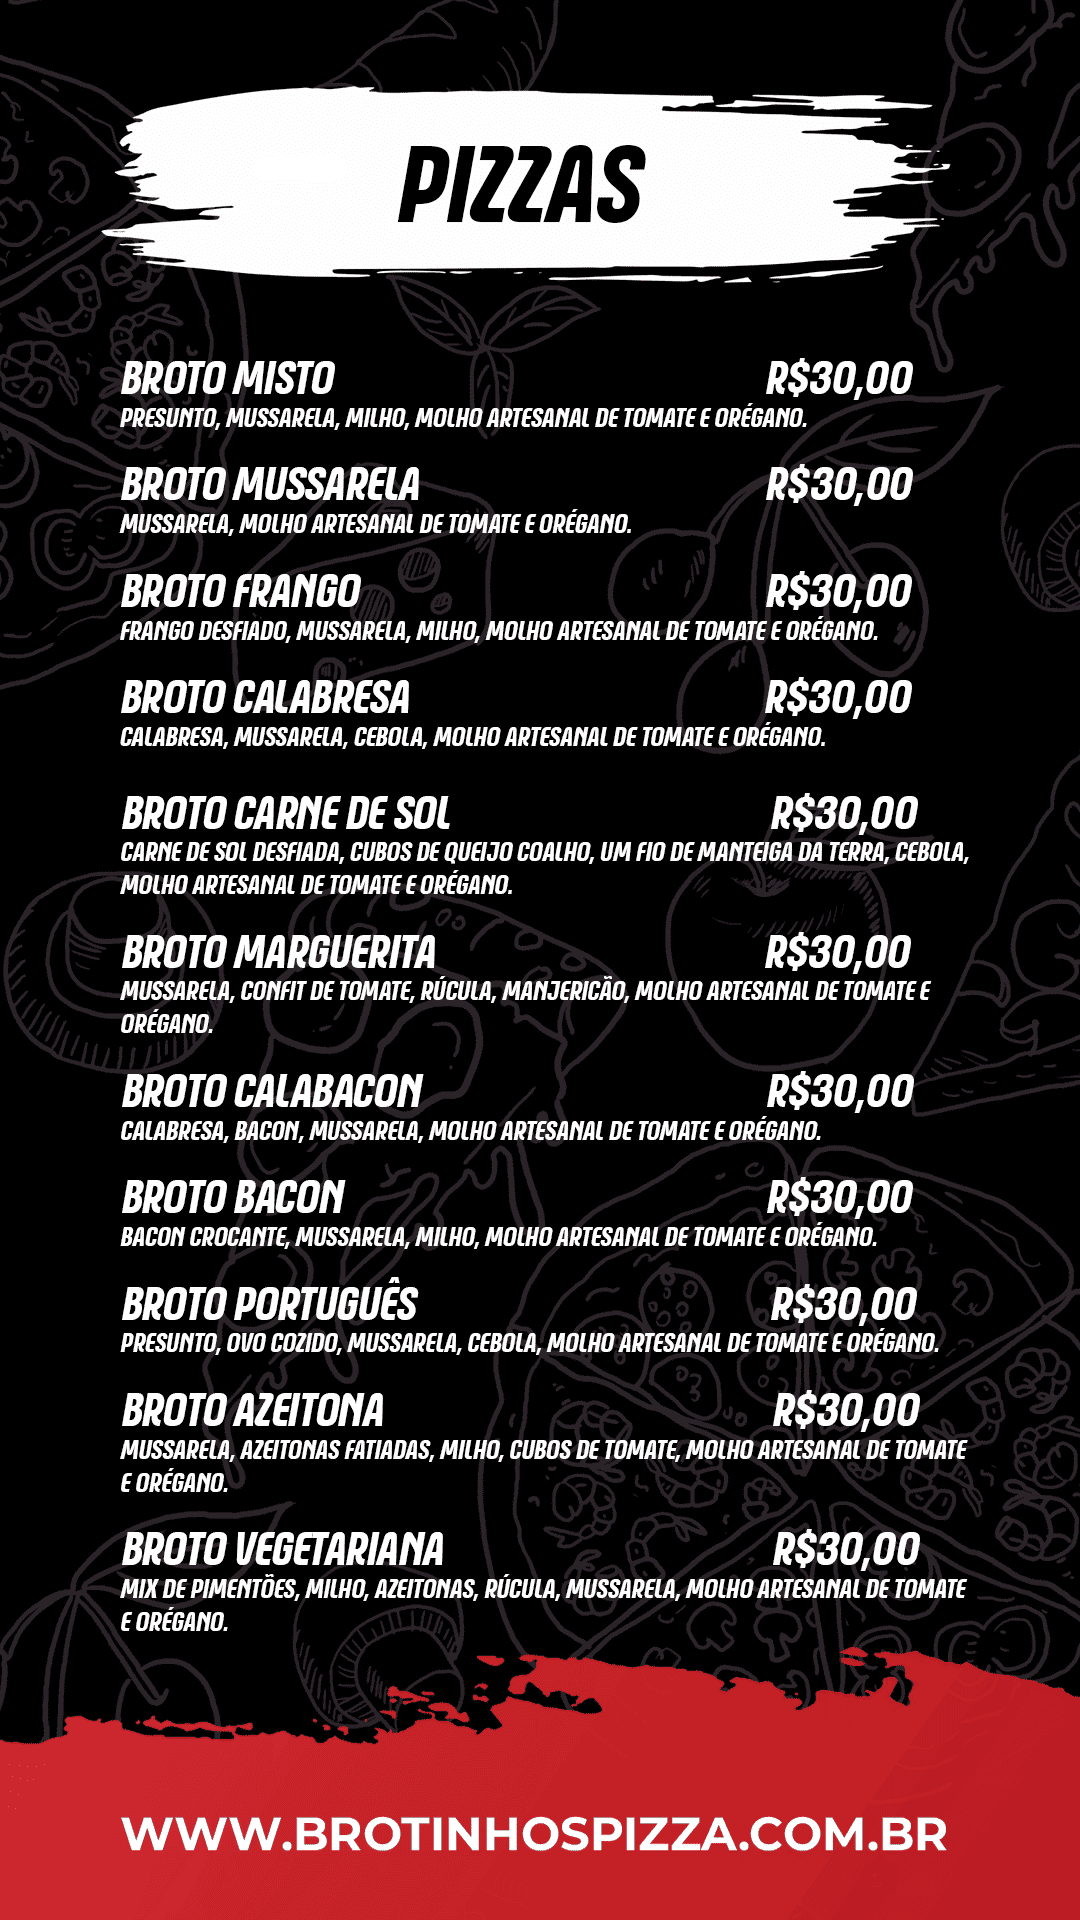 PIZZAS
BROTO MISTO R$30,00
PRESUNTO, MUSSARELA, MILHO, MOLHO ARTESANAL DE TOMATE E ORÉGANO.
BROTO MUSSARELA R$30,00
MUSSARELA, MOLHO ARTESANAL DE TOMATE E ORÉGANO.
BROTO FRANGO R$30,00
FRANGO DESFIADO, MUSSARELA, MILHO, MOLHO ARTESANAL DE TOMATE E ORÉGANO.
BROTO CALABRESA R$30,00
CALABRESA, MUSSARELA, CEBOLA, MOLHO ARTESANAL DE TOMATE E ORÉGANO.
BROTO CARNE DE SOL R$30,00
CARNE DE SOL DESFIADA, CUBOS DE QUEIJO COALHO, UM FIO DE MANTEIGA DA TERRA, CEBOLA,
MOLHO ARTESANAL DE TOMATE E ORÉGANO.
BROTO MARGUERITA R$30,00
MUSSARELA, CONFIT DE TOMATE, RÚCULA, MANJERICÃO, MOLHO ARTESANAL DE TOMATE E
ORÉGANO.
BROTO CALABACON R$30,00
CALABRESA, BACON, MUSSARELA, MOLHO ARTESANAL DE TOMATE E ORÉGANO.
BROTO BACON R$30,00
BACON CROCANTE, MUSSARELA, MILHO, MOLHO ARTESANAL DE TOMATE E ORÉGANO.
BROTO PORTUGUÊS R$30,00
PRESUNTO, OVO COZIDO, MUSSARELA, CEBOLA, MOLHO ARTESANAL DE TOMATE E ORÉGANO.
BROTO AZEITONA R$30,00
MUSSARELA, AZEITONAS FATIADAS, MILHO, CUBOS DE TOMATE, MOLHO ARTESANAL DE TOMATE
E ORÉGANO.
BROTO VEGETARIANA R$30,00
MIX DE PIMENTÕES, MILHO, AZEITONAS, RÚCULA, MUSSARELA, MOLHO ARTESANAL DE TOMATE
E ORÉGANO.
WWW.BROTINHOSPIZZA.COM.BR